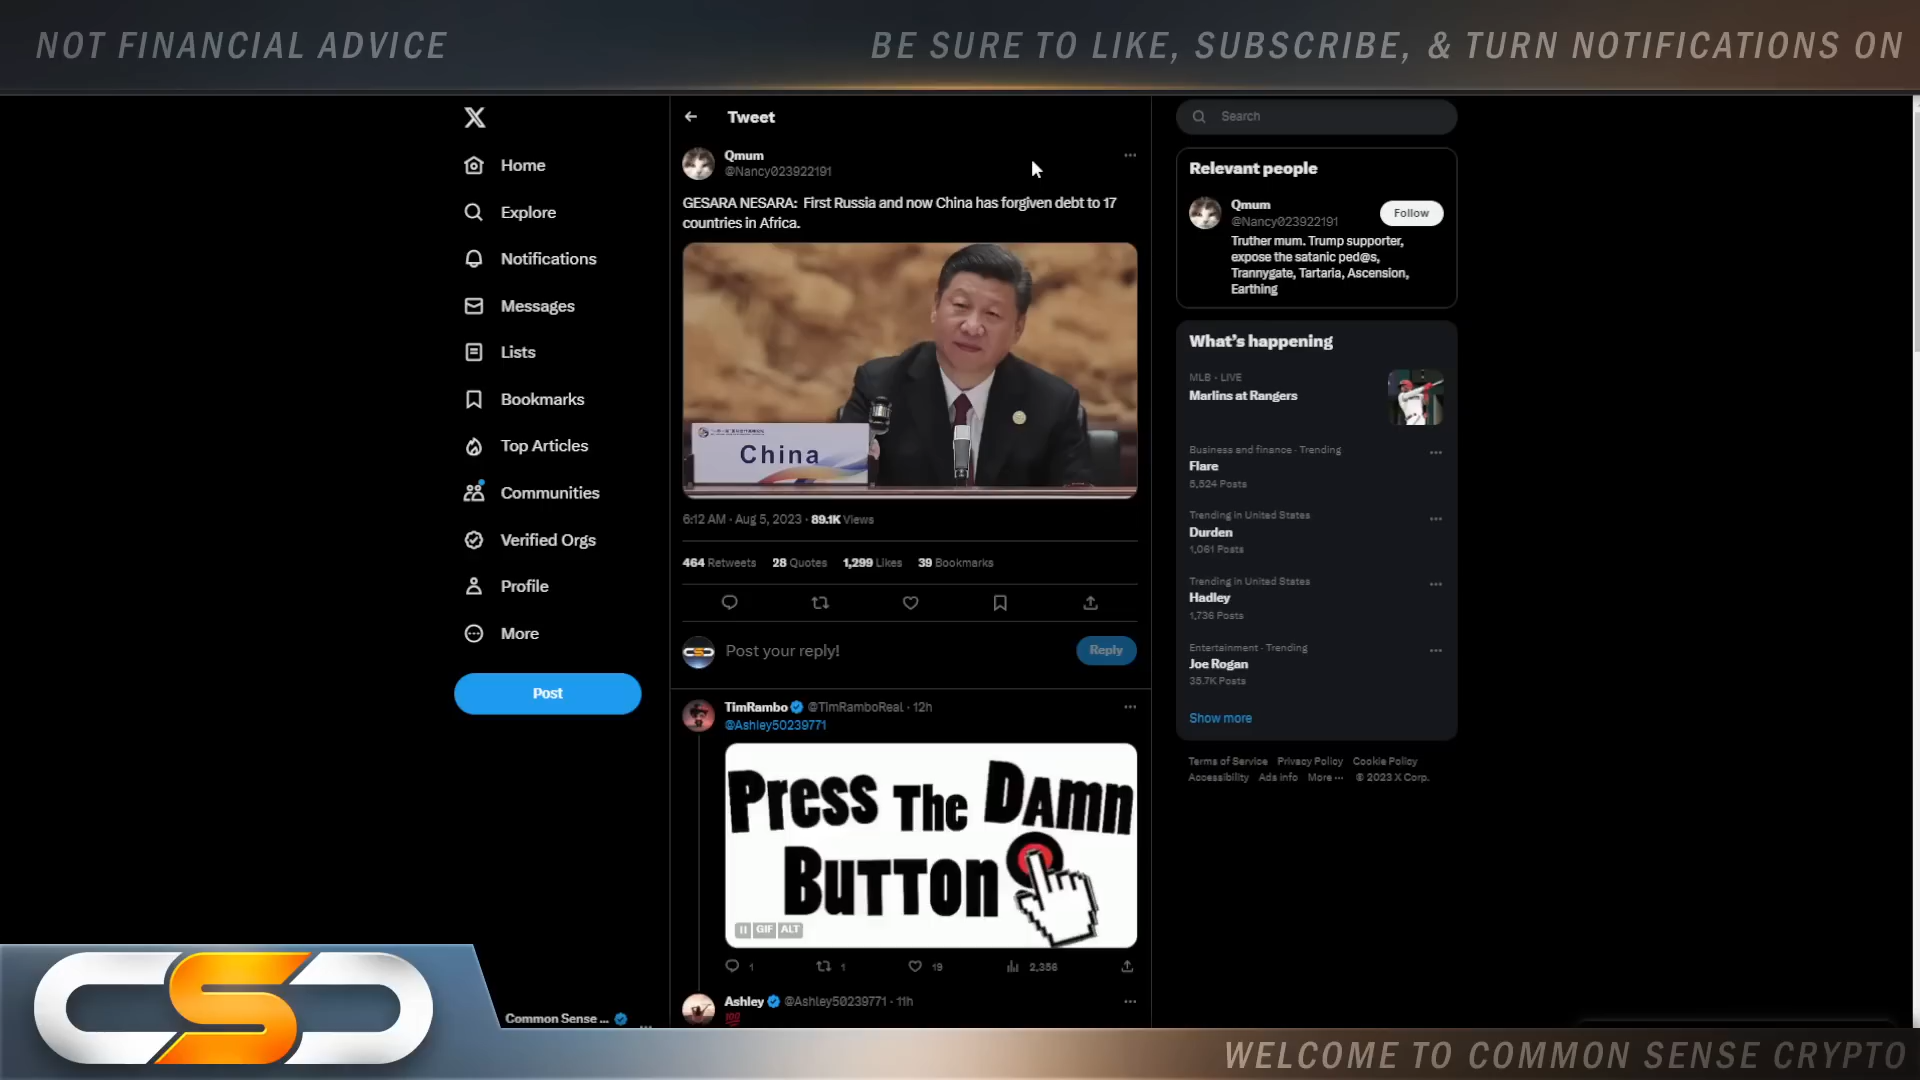 NOT FINANCIAL ADVICE
BE SURE TO LIKE, SUBSCRIBE, & TURN NOTIFICATIONS ON
Home
Explore
Notifications
Messages
Lists
Bookmarks
Top Articles
Communities
Verified Orgs
Profile
More
Post
Common Sense ...
Tweet
Qmum
@Nancy023922191
GESARA NESARA: First Russia and now China has forgiven debt to 17
countries in Africa.
China
6:12 AM · Aug 5, 2023 · 89.1K Views
464 Retweets 28 Quotes 1,299 Likes 39 Bookmarks
Post your reply!
Reply
TimRambo @TimRamboReal · 12h
@Ashley50239771
Press The Damn
Button
GIF ALT
1 1 19 2,356
Ashley @Ashley50239771 · 11h
💯
Search
Relevant people
Qmum
@Nancy023922191
Follow
Truther mum. Trump supporter,
expose the satanic ped@s,
Trannygate, Tartaria, Ascension,
Earthing
What's happening
MLB · LIVE
Marlins at Rangers
Business and finance · Trending
Flare
5,524 Posts
Trending in United States
Durden
1,061 Posts
Trending in United States
Hadley
1,736 Posts
Entertainment · Trending
Joe Rogan
35.7K Posts
Show more
Terms of Service Privacy Policy Cookie Policy
Accessibility Ads info More ··· © 2023 X Corp.
CSC
WELCOME TO COMMON SENSE CRYPTO